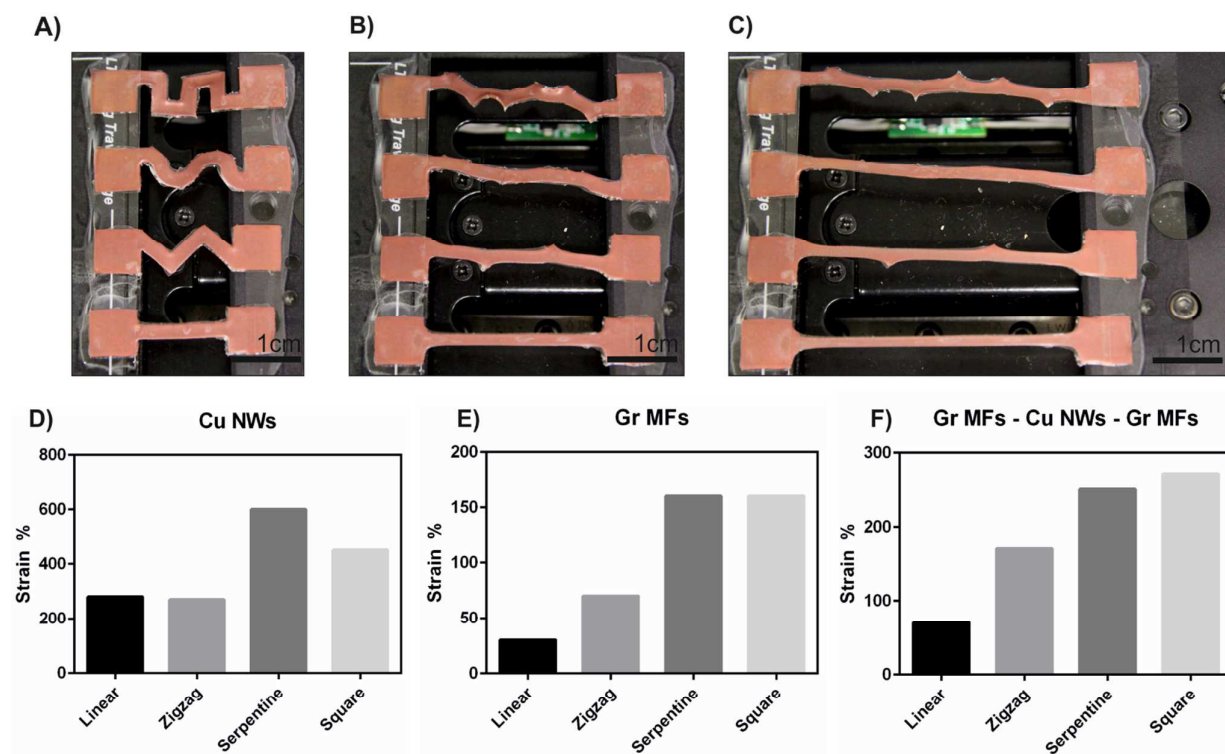 A)
B)
C)
1cm
1cm
1cm
D)
Cu NWs
Strain %
800
600
400
200
0
Linear
Zigzag
Serpentine
Square
E)
Gr MFs
Strain %
200
150
100
50
0
Linear
Zigzag
Serpentine
Square
F)
Gr MFs - Cu NWs - Gr MFs
Strain %
300
200
100
0
Linear
Zigzag
Serpentine
Square